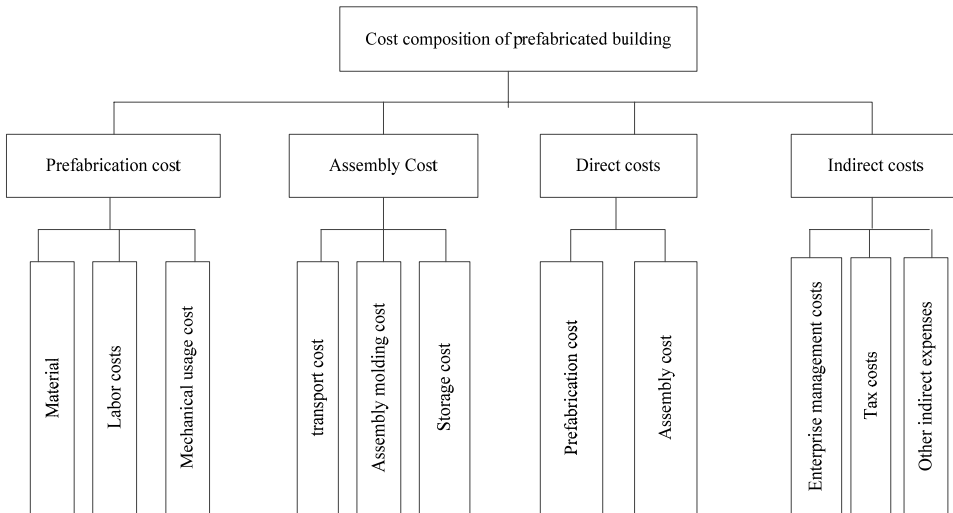 Cost composition of prefabricated building
Prefabrication cost
Assembly Cost
Direct costs
Indirect costs
Material
Labor costs
Mechanical usage cost
transport cost
Assembly molding cost
Storage cost
Prefabrication cost
Assembly cost
Enterprise management costs
Tax costs
Other indirect expenses